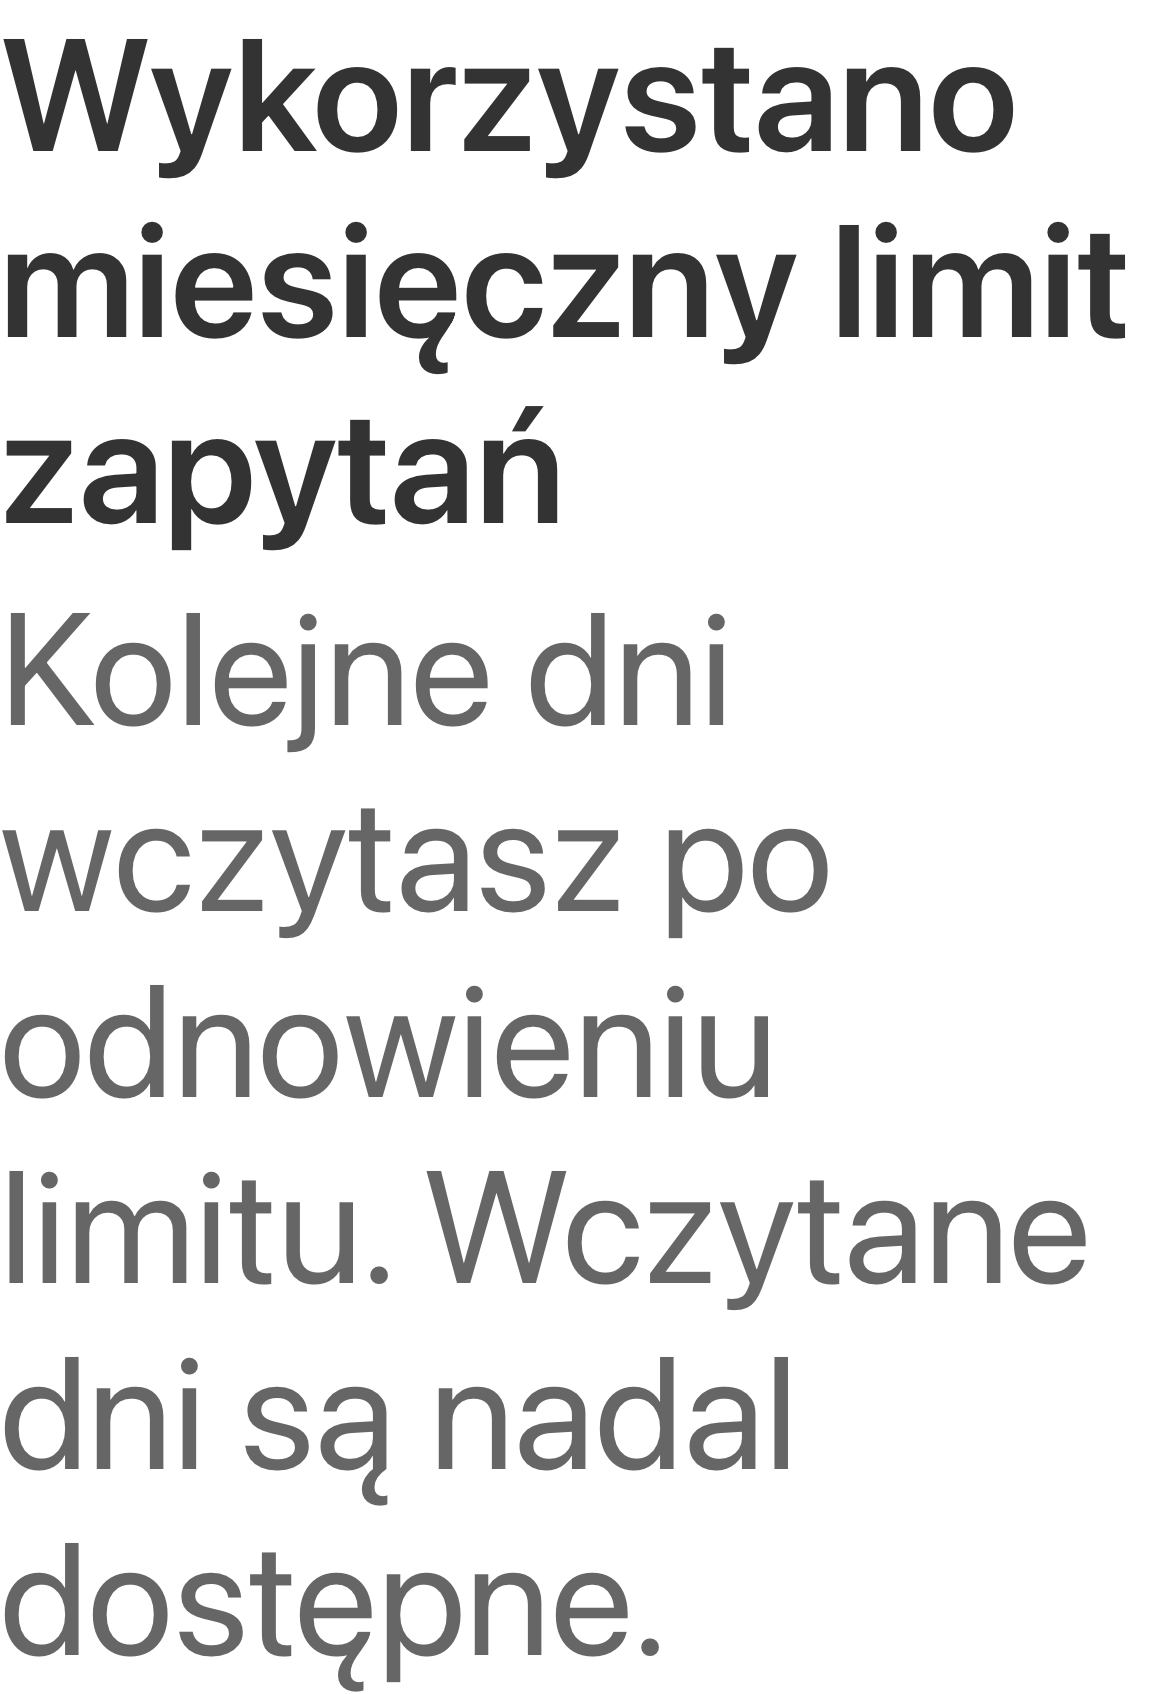 Wykorzystano
miesięczny limit
zapytań
Kolejne dni
wczytasz po
odnowieniu
limitu. Wczytane
dni są nadal
dostępne.